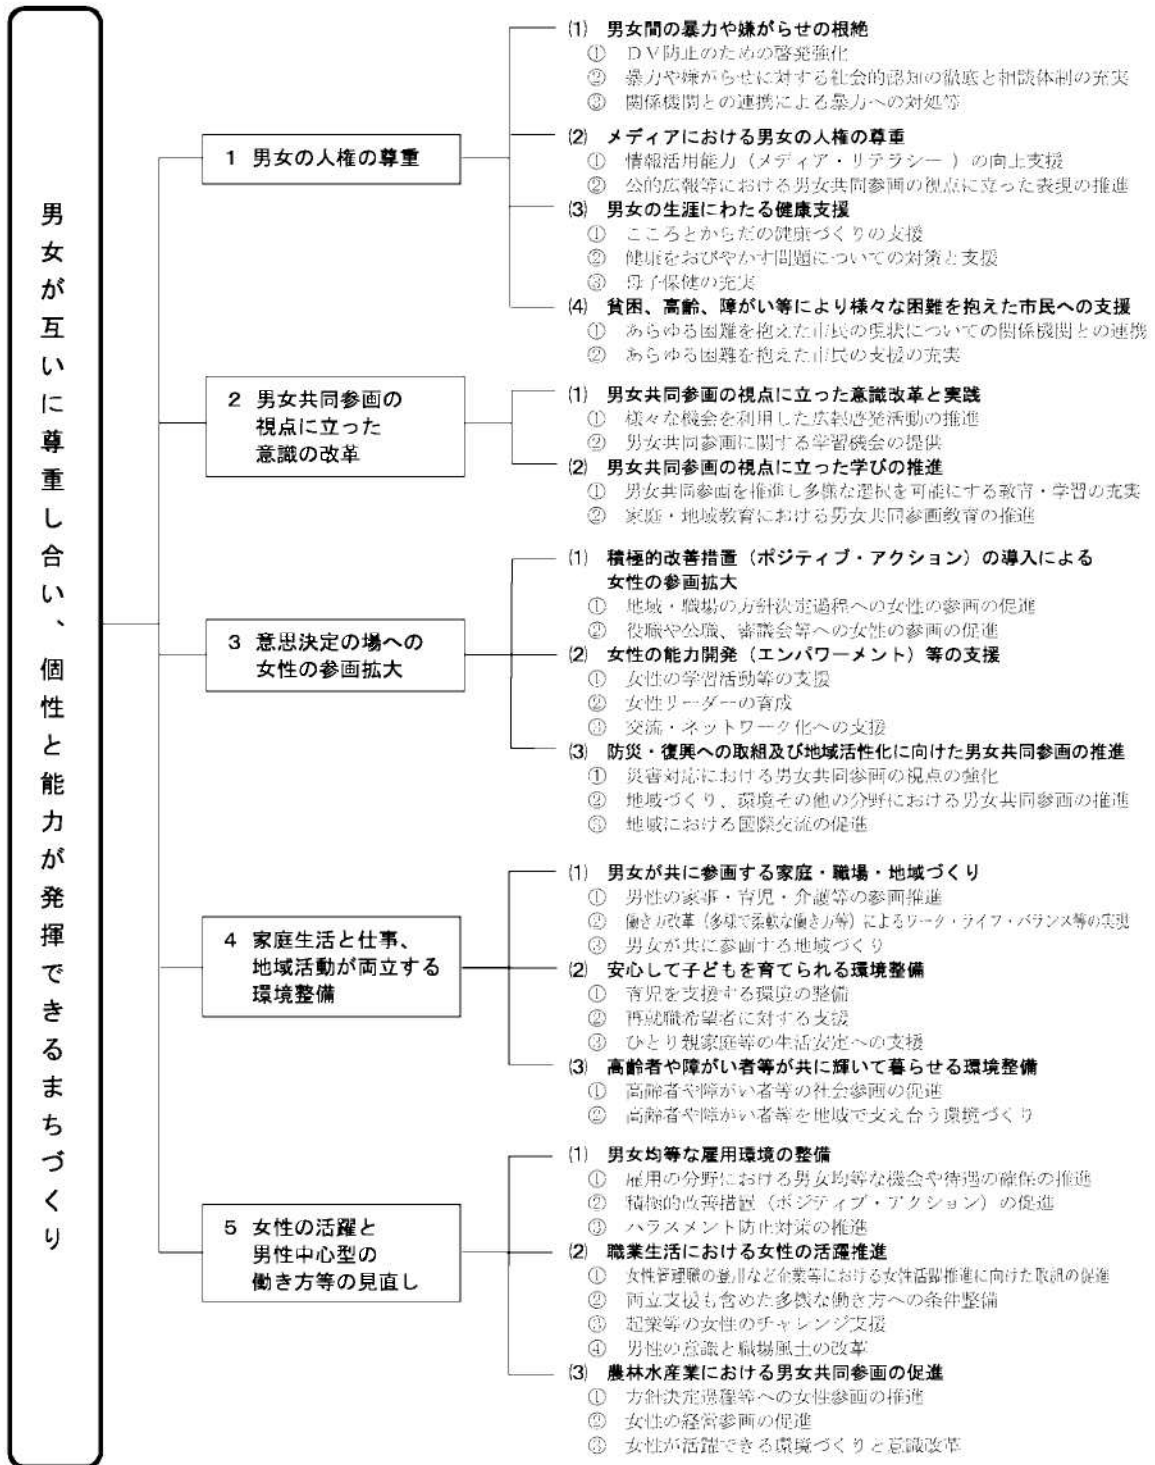 男女が互いに尊重し合い、個性と能力が発揮できるまちづくり
1 男女の人権の尊重
(1) 男女間の暴力や嫌がらせの根絶
① ＤＶ防止のための啓発強化
② 暴力や嫌がらせに対する社会的認知の徹底と相談体制の充実
③ 関係機関との連携による暴力への対処等
(2) メディアにおける男女の人権の尊重
① 情報活用能力（メディア・リテラシー ）の向上支援
② 公的広報等における男女共同参画の視点に立った表現の推進
(3) 男女の生涯にわたる健康支援
① こころとからだの健康づくりの支援
② 健康をおびやかす問題についての対策と支援
③ 母子保健の充実
(4) 貧困、高齢、障がい等により様々な困難を抱えた市民への支援
① あらゆる困難を抱えた市民の現状についての関係機関との連携
② あらゆる困難を抱えた市民の支援の充実
2 男女共同参画の
視点に立った
意識の改革
(1) 男女共同参画の視点に立った意識改革と実践
① 様々な機会を利用した広報啓発活動の推進
② 男女共同参画に関する学習機会の提供
(2) 男女共同参画の視点に立った学びの推進
① 男女共同参画を推進し多様な選択を可能にする教育・学習の充実
② 家庭・地域教育における男女共同参画教育の推進
3 意思決定の場への
女性の参画拡大
(1) 積極的改善措置（ポジティブ・アクション）の導入による
女性の参画拡大
① 地域・職場の方針決定過程への女性の参画の促進
② 役職や公職、審議会等への女性の参画の促進
(2) 女性の能力開発（エンパワーメント）等の支援
① 女性の学習活動等の支援
② 女性リーダーの育成
③ 交流・ネットワーク化への支援
(3) 防災・復興への取組及び地域活性化に向けた男女共同参画の推進
① 災害対応における男女共同参画の視点の強化
② 地域づくり、環境その他の分野における男女共同参画の推進
③ 地域における国際交流の促進
4 家庭生活と仕事、
地域活動が両立する
環境整備
(1) 男女が共に参画する家庭・職場・地域づくり
① 男性の家事・育児・介護等の参画推進
② 働き方改革（多様で柔軟な働き方等）によるワーク・ライフ・バランス等の実現
③ 男女が共に参画する地域づくり
(2) 安心して子どもを育てられる環境整備
① 育児を支援する環境の整備
② 再就職希望者に対する支援
③ ひとり親家庭等の生活安定への支援
(3) 高齢者や障がい者等が共に輝いて暮らせる環境整備
① 高齢者や障がい者等の社会参画の促進
② 高齢者や障がい者等を地域で支え合う環境づくり
5 女性の活躍と
男性中心型の
働き方等の見直し
(1) 男女均等な雇用環境の整備
① 雇用の分野における男女均等な機会や待遇の確保の推進
② 積極的改善措置（ポジティブ・アクション）の促進
③ ハラスメント防止対策の推進
(2) 職業生活における女性の活躍推進
① 女性管理職の登用など企業等における女性活躍推進に向けた取組の促進
② 両立支援も含めた多様な働き方への条件整備
③ 起業等の女性のチャレンジ支援
④ 男性の意識と職場風土の改革
(3) 農林水産業における男女共同参画の促進
① 方針決定過程等への女性参画の推進
② 女性の経営参画の促進
③ 女性が活躍できる環境づくりと意識改革